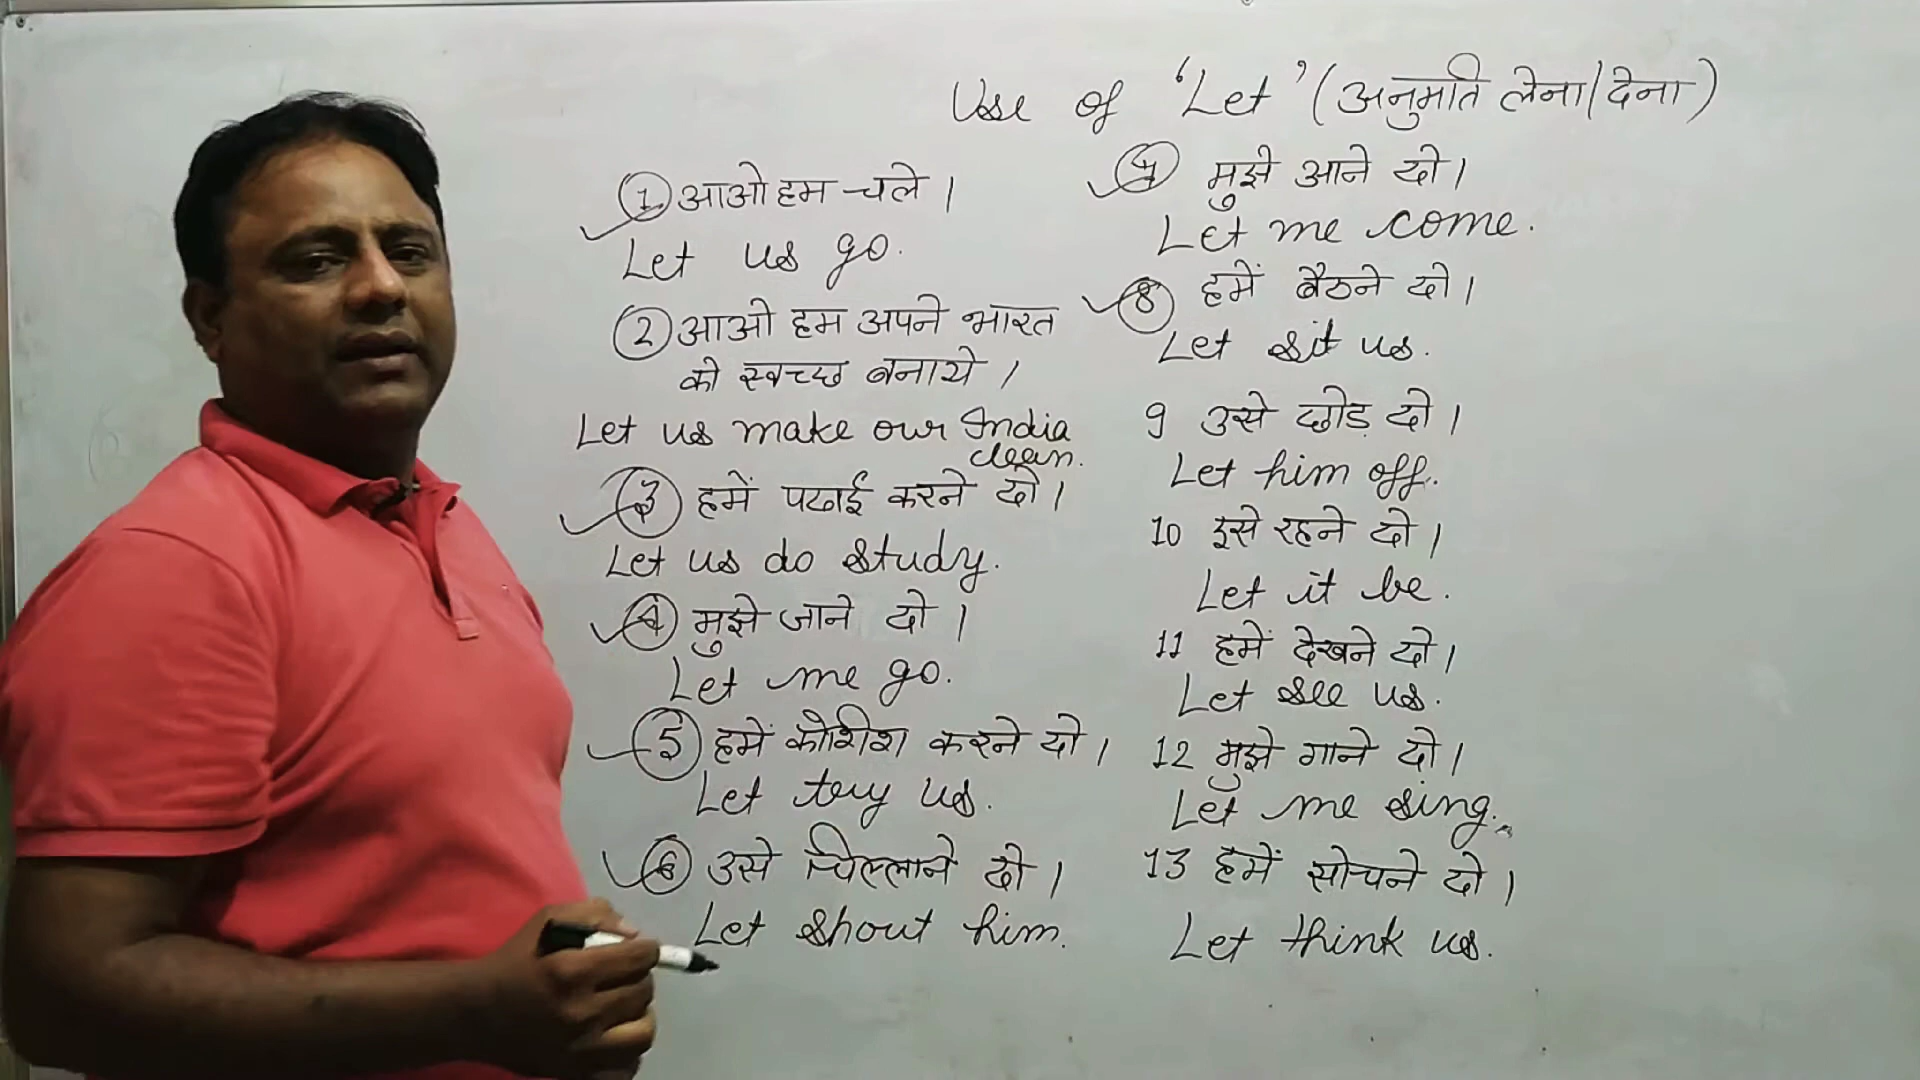 Use of 'Let' (अनुमति लेना/देना)
1 आओ हम चले ।
Let us go.
2 आओ हम अपने भारत
को स्वच्छ बनाये ।
Let us make our India
clean.
3 हमें पढाई करने दो ।
Let us do study.
4 मुझे जाने दो ।
Let me go.
5 हमें कोशिश करने दो ।
Let try us.
6 उसे चिल्लाने दो ।
Let shout him.
मुझे आने दो ।
Let me come.
8 हमें बैठने दो ।
Let sit us.
9 उसे छोड़ दो ।
Let him off.
10 इसे रहने दो ।
Let it be.
11 हमें देखने दो ।
Let see us.
12 मुझे गाने दो ।
Let me sing.
13 हमें सोचने दो ।
Let think us.